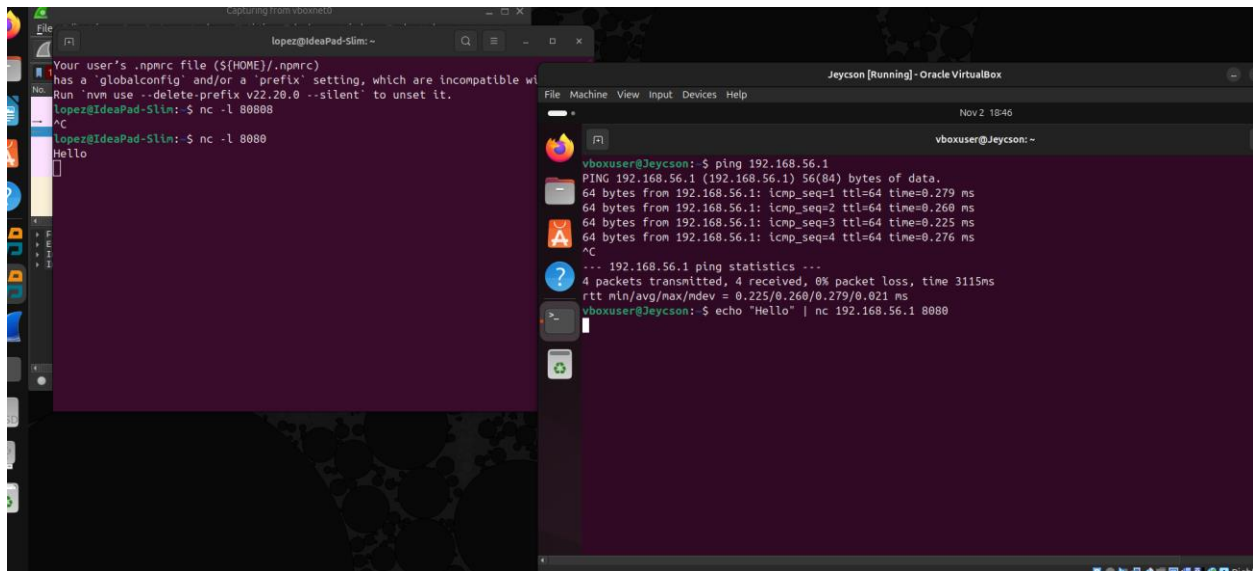 Capturing from vboxnet0
File
lopez@IdeaPad-Slim: ~
No.
Your user's .npmrc file (${HOME}/.npmrc)
has a `globalconfig` and/or a `prefix` setting, which are incompatible wi
Run `nvm use --delete-prefix v22.20.0 --silent` to unset it.
lopez@IdeaPad-Slim:~$ nc -l 80808
^C
lopez@IdeaPad-Slim:~$ nc -l 8080
Hello
Jeycson [Running] - Oracle VirtualBox
File Machine View Input Devices Help
Nov 2 18:46
vboxuser@Jeycson: ~
vboxuser@Jeycson:~$ ping 192.168.56.1
PING 192.168.56.1 (192.168.56.1) 56(84) bytes of data.
64 bytes from 192.168.56.1: icmp_seq=1 ttl=64 time=0.279 ms
64 bytes from 192.168.56.1: icmp_seq=2 ttl=64 time=0.260 ms
64 bytes from 192.168.56.1: icmp_seq=3 ttl=64 time=0.225 ms
64 bytes from 192.168.56.1: icmp_seq=4 ttl=64 time=0.276 ms
^C
--- 192.168.56.1 ping statistics ---
4 packets transmitted, 4 received, 0% packet loss, time 3115ms
rtt min/avg/max/mdev = 0.225/0.260/0.279/0.021 ms
vboxuser@Jeycson:~$ echo "Hello" | nc 192.168.56.1 8080